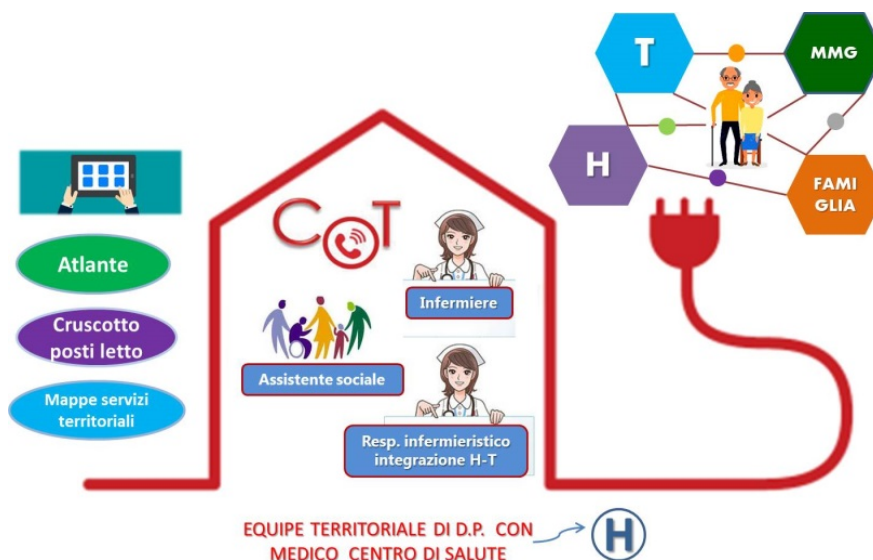 T
MMG
H
FAMI
GLIA
COT
Atlante
Cruscotto
posti letto
Mappe servizi
territoriali
Infermiere
Assistente sociale
Resp. infermieristico
integrazione H-T
EQUIPE TERRITORIALE DI D.P. CON
MEDICO CENTRO DI SALUTE
H